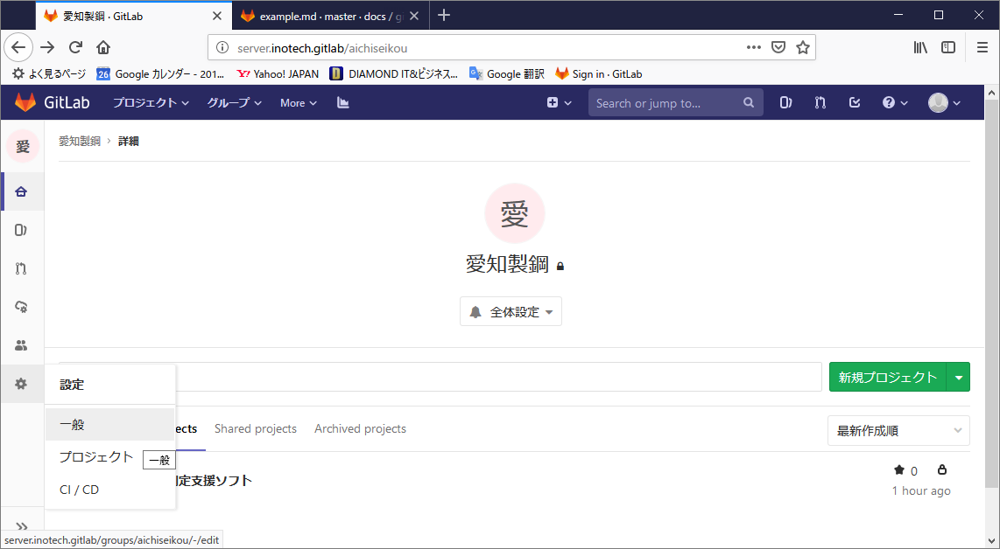 愛知製鋼 · GitLab
example.md · master · docs / g
server.inotech.gitlab/aichiseikou
よく見るページ
26 Google カレンダー - 201...
Yahoo! JAPAN
DIAMOND IT&ビジネス...
Google 翻訳
Sign in · GitLab
GitLab
プロジェクト
グループ
More
Search or jump to...
愛
愛知製鋼 › 詳細
愛
愛知製鋼
全体設定
新規プロジェクト
設定
一般
ects
Shared projects
Archived projects
最新作成順
プロジェクト
一般
定支援ソフト
0
1 hour ago
CI / CD
server.inotech.gitlab/groups/aichiseikou/-/edit